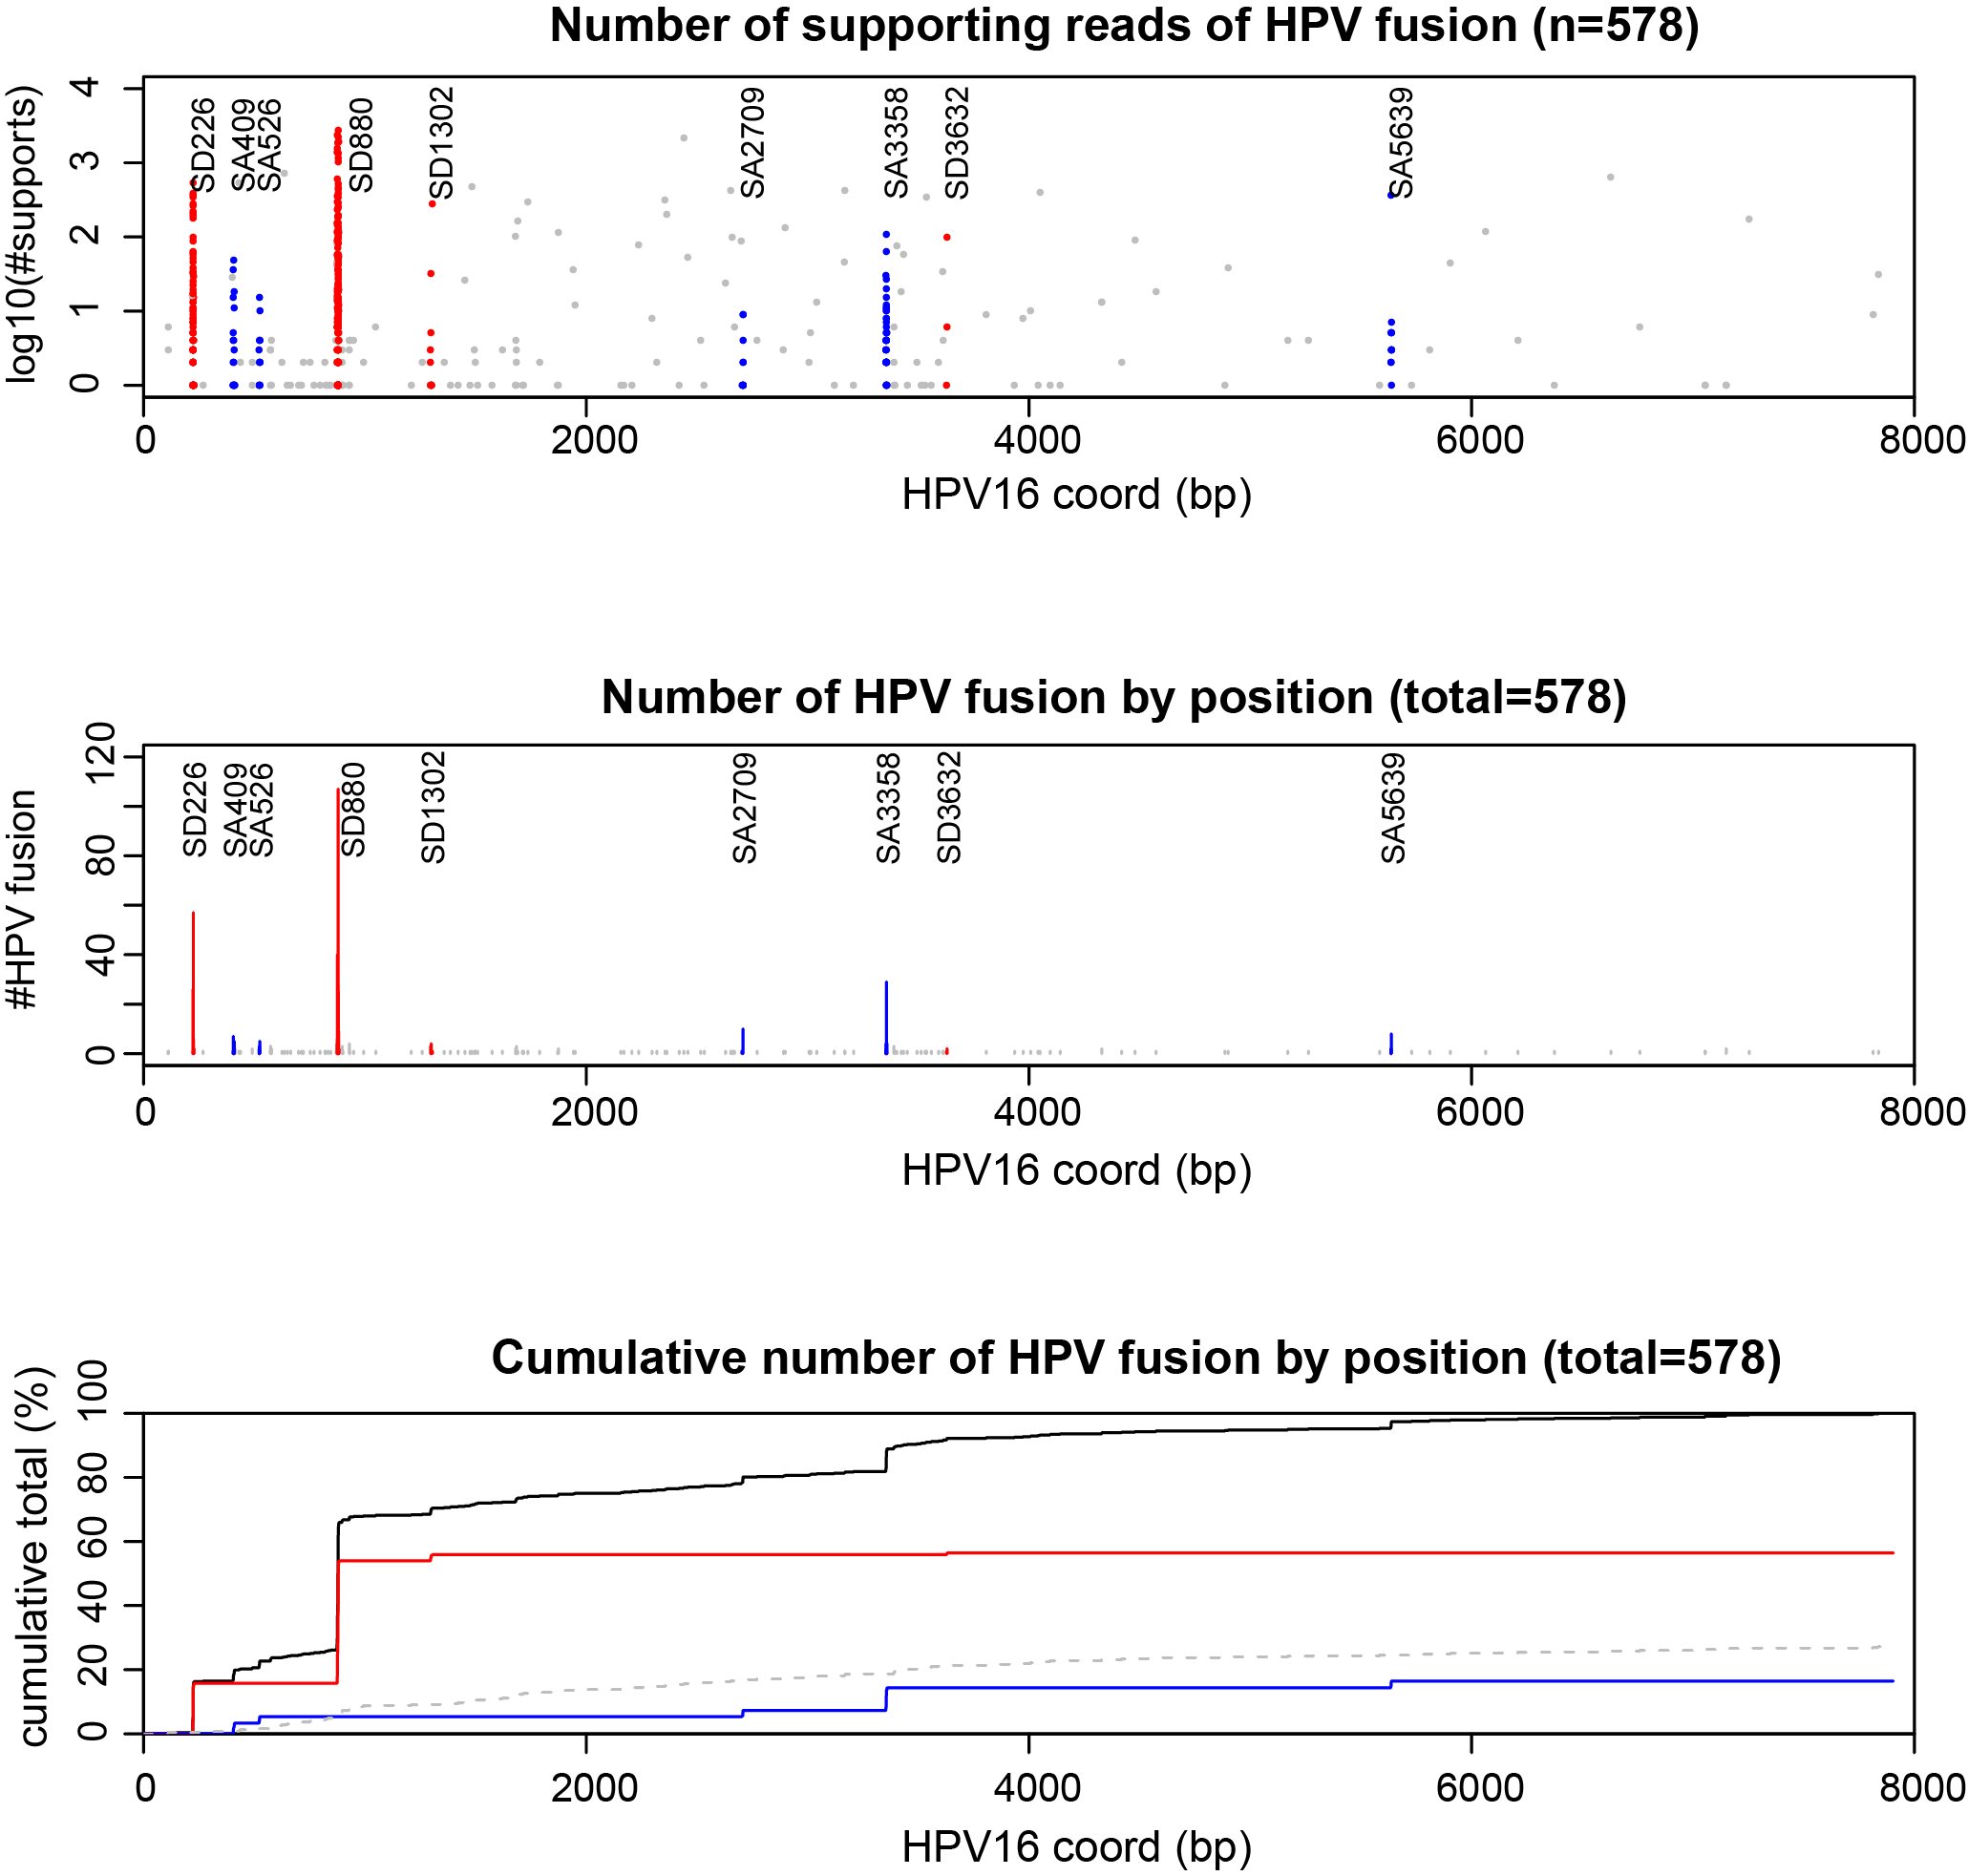 Number of supporting reads of HPV fusion (n=578)
log10(#supports)
4
3
2
1
0
SD226
SA409
SA526
SD880
SD1302
SA2709
SA3358
SD3632
SA5639
0 2000 4000 6000 8000
HPV16 coord (bp)
Number of HPV fusion by position (total=578)
#HPV fusion
120
80
40
0
SD226
SA409
SA526
SD880
SD1302
SA2709
SA3358
SD3632
SA5639
0 2000 4000 6000 8000
HPV16 coord (bp)
Cumulative number of HPV fusion by position (total=578)
cumulative total (%)
100
80
60
40
20
0
0 2000 4000 6000 8000
HPV16 coord (bp)